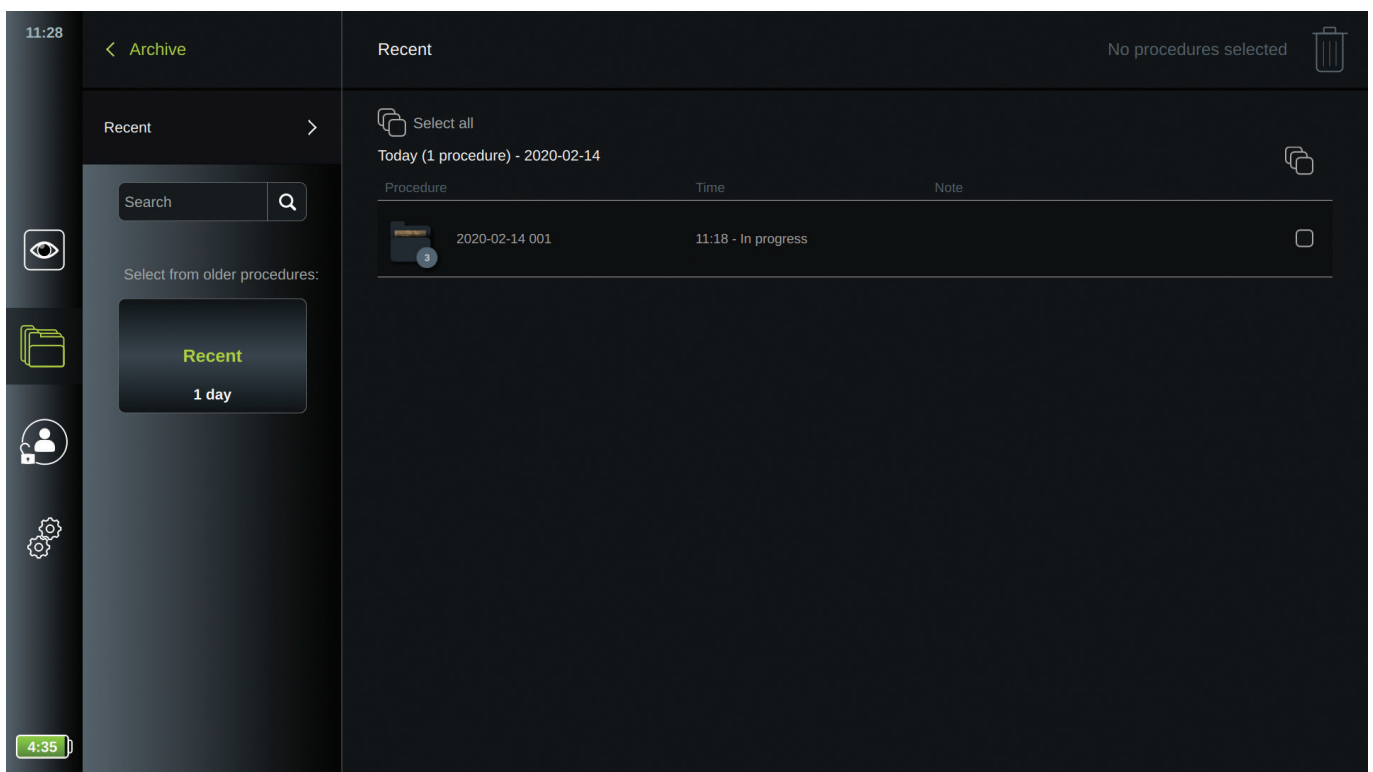 11:28
Archive
Recent
No procedures selected
Recent
Select all
Today (1 procedure) - 2020-02-14
Procedure Time Note
Search
2020-02-14 001 11:18 - In progress
3
Select from older procedures:
Recent
1 day
4:35